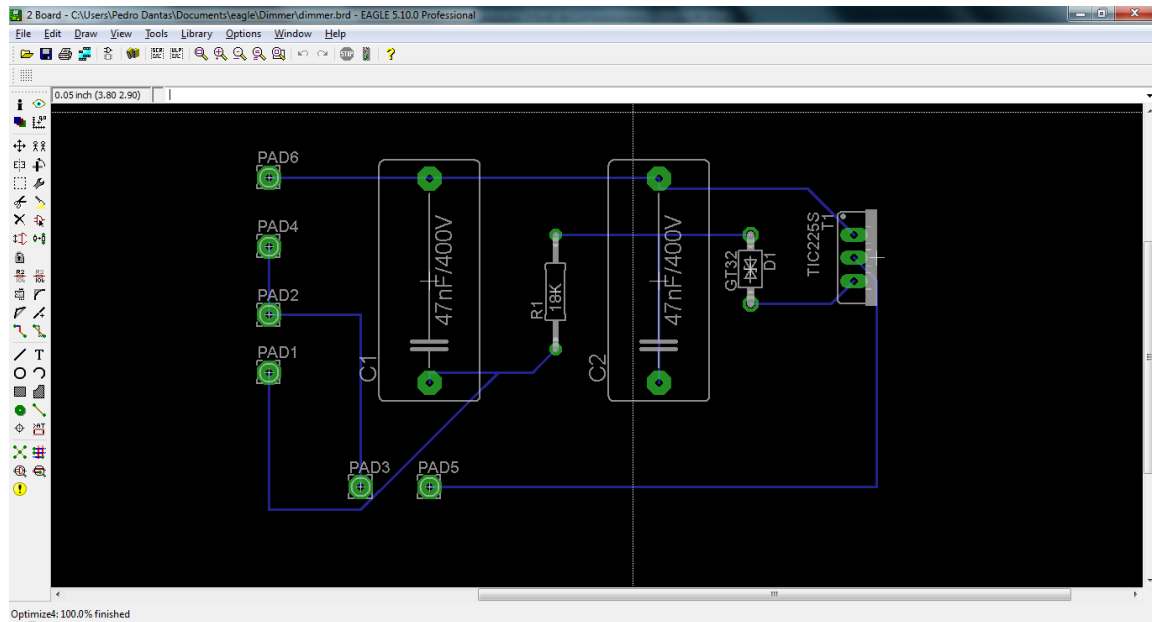 2 Board - C:\Users\Pedro Dantas\Documents\eagle\Dimmer\dimmer.brd - EAGLE 5.10.0 Professional
File Edit Draw View Tools Library Options Window Help
0.05 inch (3.80 2.90)
PAD6
PAD4
PAD2
PAD1
PAD3
PAD5
C1
47nF/400V
R1
18K
C2
47nF/400V
GT32
D1
TIC225S
T1
Optimize4: 100.0% finished